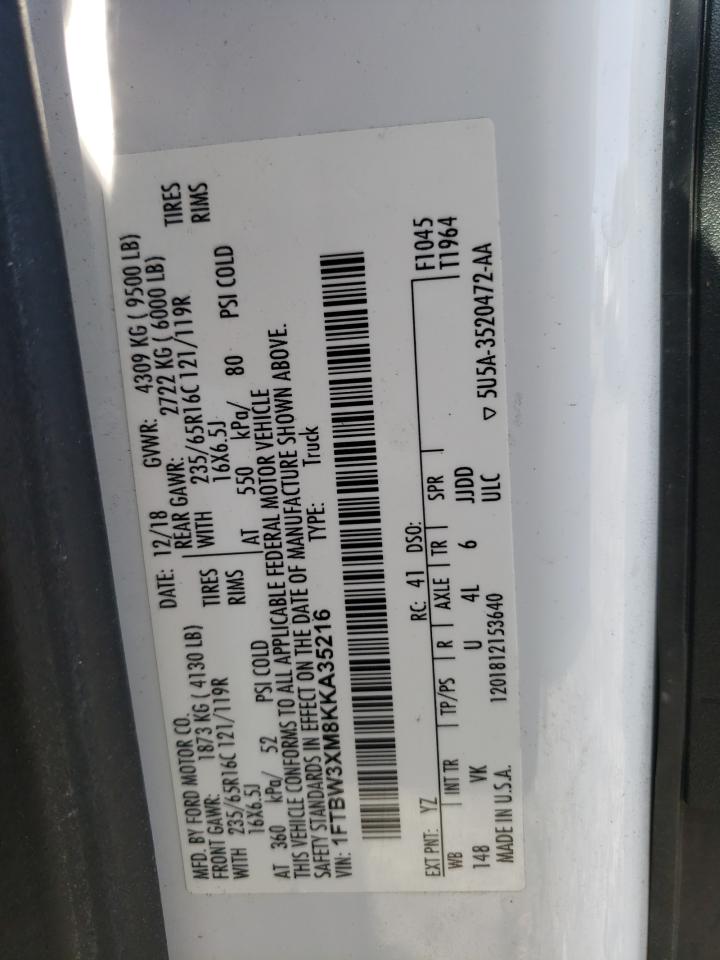 MFD. BY FORD MOTOR CO.
DATE: 12/18 GVWR: 4309 KG ( 9500 LB)
FRONT GAWR: 1873 KG ( 4130 LB) REAR GAWR: 2722 KG ( 6000 LB)
WITH 235/65R16C 121/119R TIRES WITH 235/65R16C 121/119R TIRES
16X6.5J RIMS 16X6.5J RIMS
AT 360 kPa/ 52 PSI COLD AT 550 kPa/ 80 PSI COLD
THIS VEHICLE CONFORMS TO ALL APPLICABLE FEDERAL MOTOR VEHICLE
SAFETY STANDARDS IN EFFECT ON THE DATE OF MANUFACTURE SHOWN ABOVE.
VIN: 1FTBW3XM8KKA35216 TYPE: Truck
EXT PNT: YZ RC: 41 DSO: F1045
WB INT TR TP/PS R AXLE TR SPR T1964
148 VK U 4L 6 JJDD
MADE IN U.S.A. 1201812153640 ULC ▽ 5U5A-3520472-AA